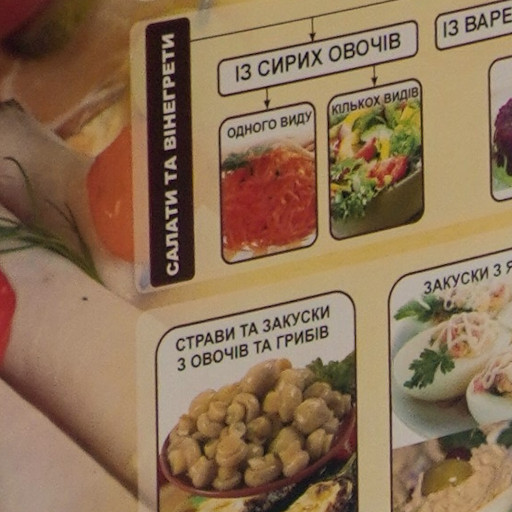 САЛАТИ ТА ВІНЕГРЕТИ
ІЗ СИРИХ ОВОЧІВ
ІЗ ВАРЕ
ОДНОГО ВИДУ
КІЛЬКОХ ВИДІВ
СТРАВИ ТА ЗАКУСКИ
З ОВОЧІВ ТА ГРИБІВ
ЗАКУСКИ З Я